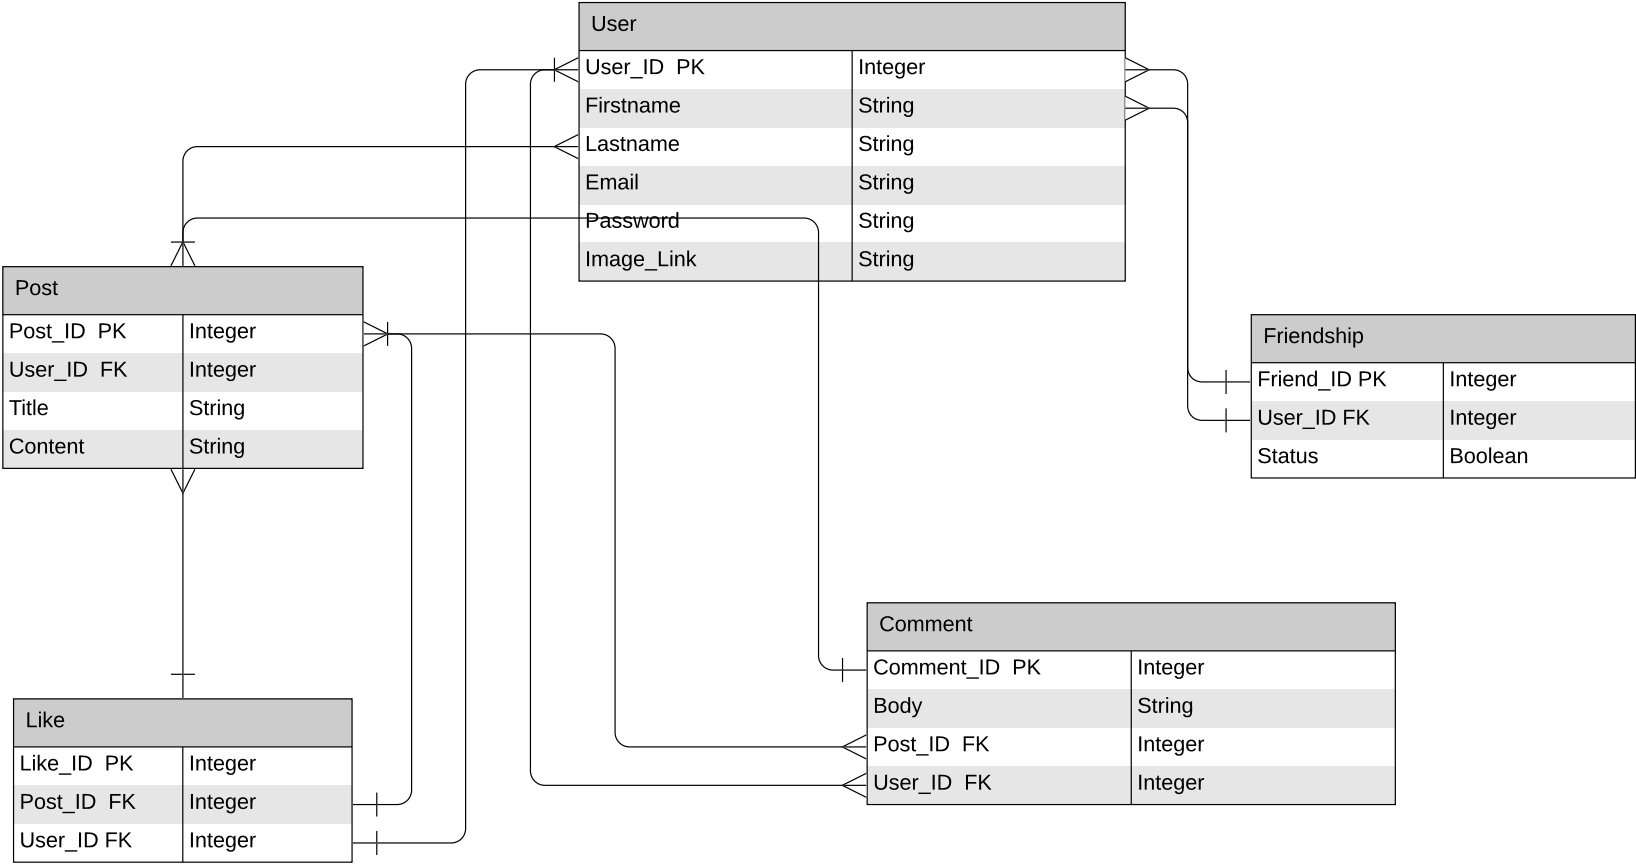 User
User_ID  PK Integer
Firstname String
Lastname String
Email String
Password String
Image_Link String
Post
Post_ID  PK Integer
User_ID  FK Integer
Title String
Content String
Friendship
Friend_ID PK Integer
User_ID FK Integer
Status Boolean
Comment
Comment_ID  PK Integer
Body String
Post_ID  FK Integer
User_ID  FK Integer
Like
Like_ID  PK Integer
Post_ID  FK Integer
User_ID FK Integer